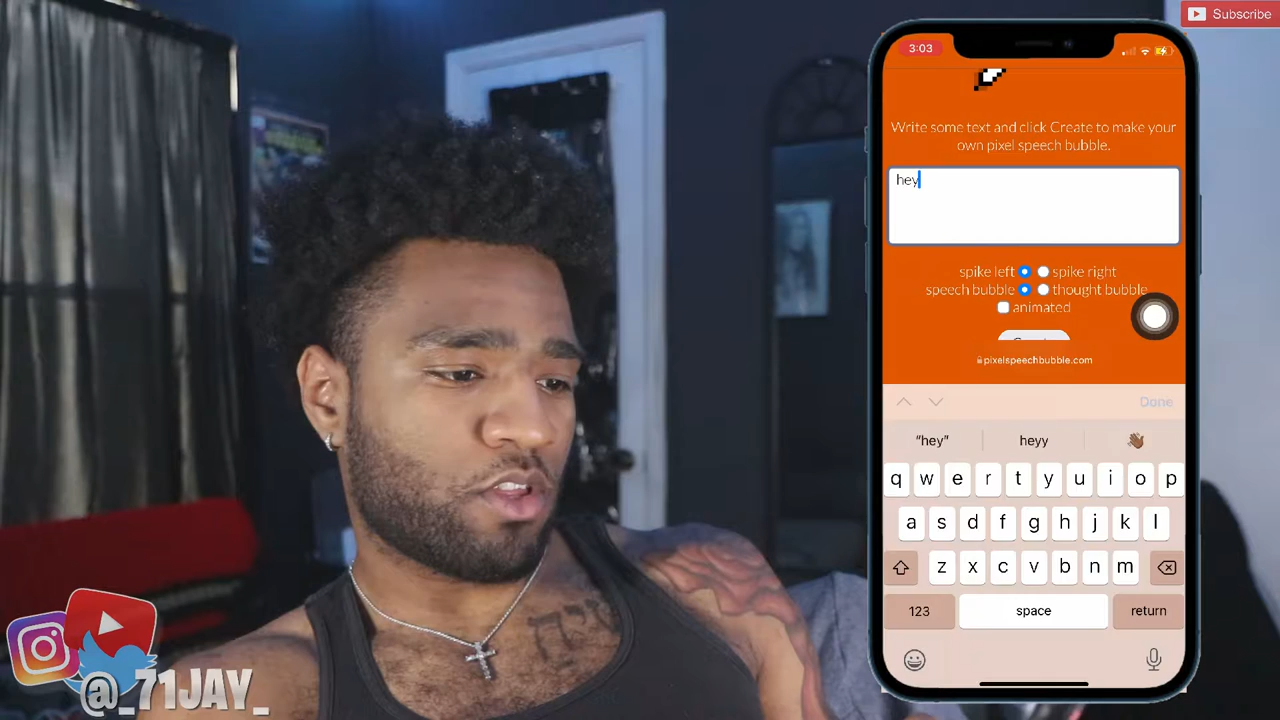 Subscribe
3:03
Write some text and click Create to make your
own pixel speech bubble.
hey
spike left spike right
speech bubble thought bubble
animated
pixelspeechbubble.com
Done
“hey” heyy
q w e r t y u i o p
a s d f g h j k l
z x c v b n m
123 space return
@_71JAY_